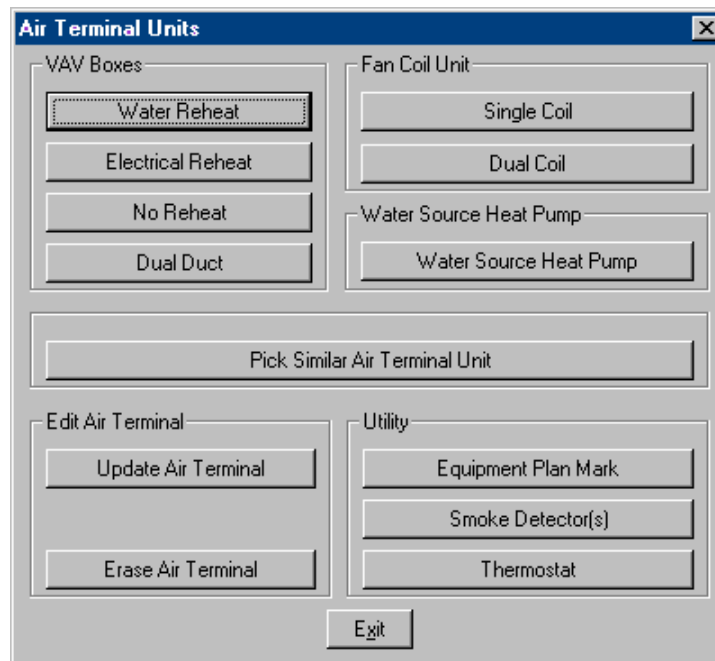 Air Terminal Units
VAV Boxes
Water Reheat
Electrical Reheat
No Reheat
Dual Duct
Fan Coil Unit
Single Coil
Dual Coil
Water Source Heat Pump
Water Source Heat Pump
Pick Similar Air Terminal Unit
Edit Air Terminal
Update Air Terminal
Erase Air Terminal
Utility
Equipment Plan Mark
Smoke Detector(s)
Thermostat
Exit